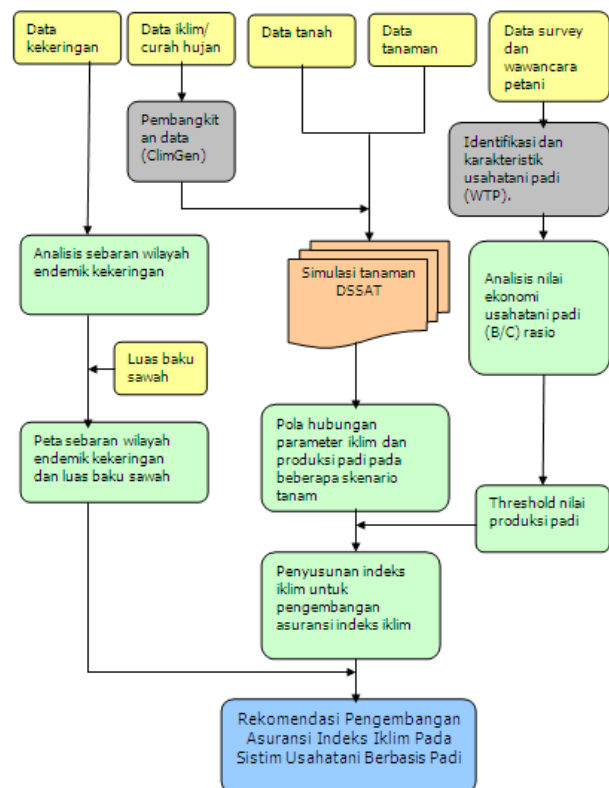 Data
kekeringan
Data iklim/
curah hujan
Data tanah
Data
tanaman
Data survey
dan
wawancara
petani
Pembangkit
an data
(ClimGen)
Identifikasi dan
karakteristik
usahatani padi
(WTP).
Analisis sebaran wilayah
endemik kekeringan
Simulasi tanaman
DSSAT
Analisis nilai
ekonomi
usahatani padi
(B/C) rasio
Luas baku
sawah
Peta sebaran wilayah
endemik kekeringan
dan luas baku sawah
Pola hubungan
parameter iklim dan
produksi padi pada
beberapa skenario
tanam
Threshold nilai
produksi padi
Penyusunan indeks
iklim untuk
pengembangan
asuransi indeks iklim
Rekomendasi Pengembangan
Asuransi Indeks Iklim Pada
Sistim Usahatani Berbasis Padi